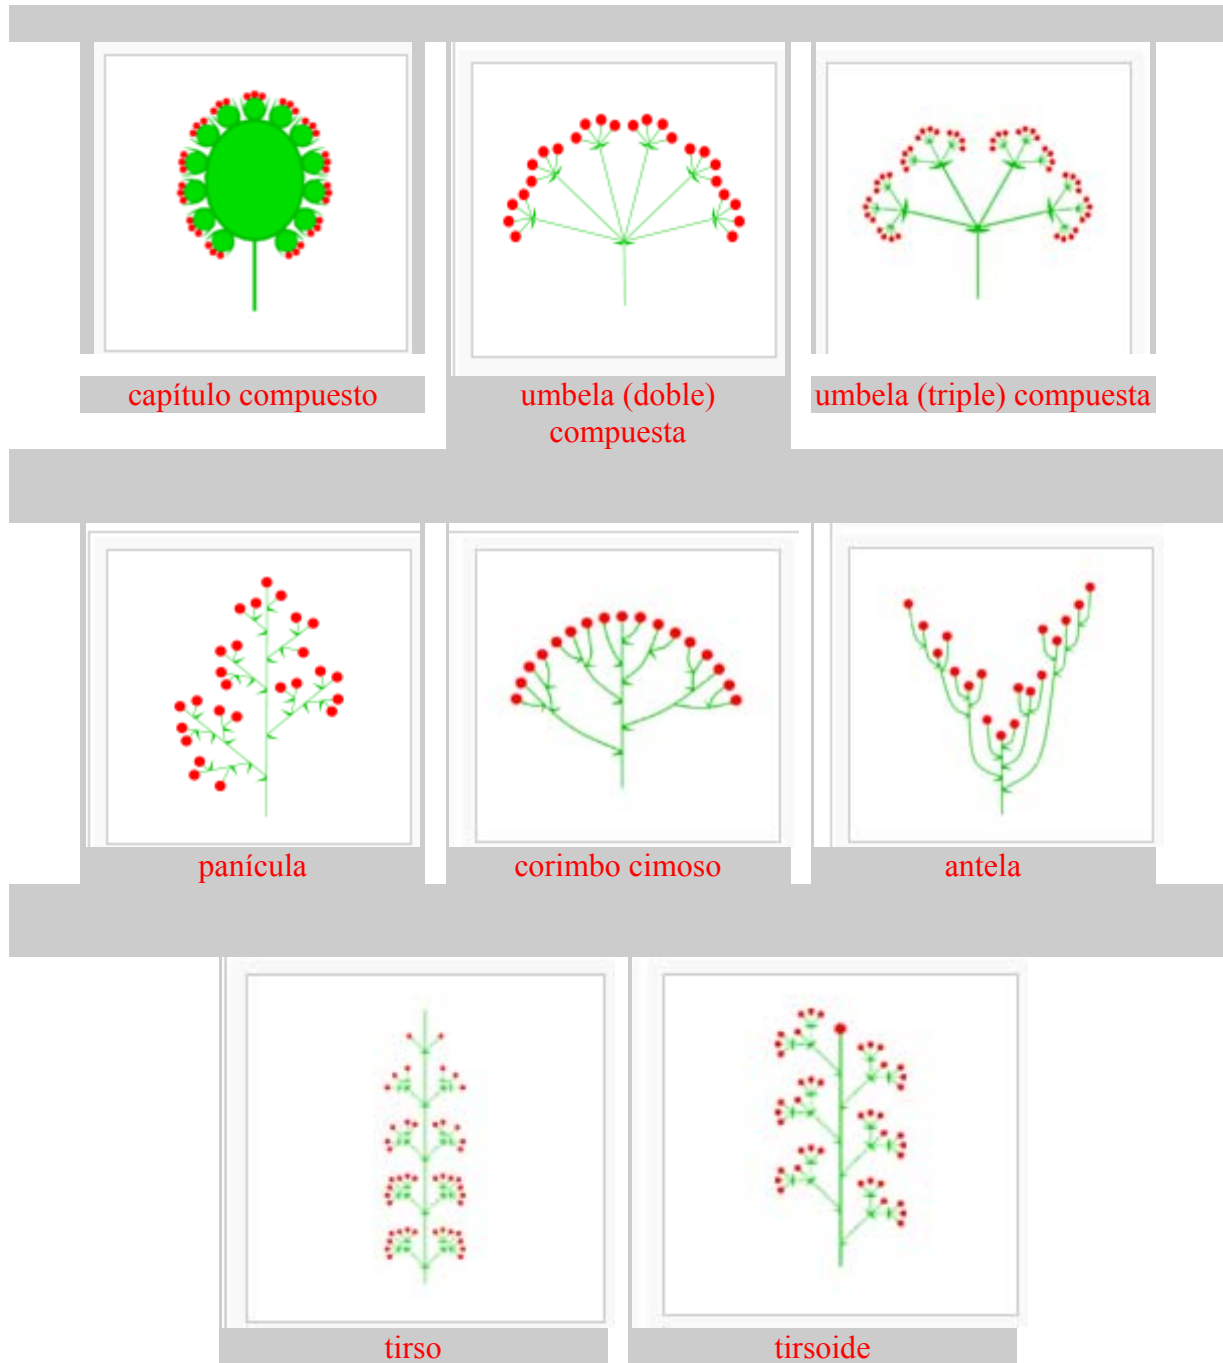 capítulo compuesto
umbela (doble)
compuesta
umbela (triple) compuesta
panícula
corimbo cimoso
antela
tirso
tirsoide